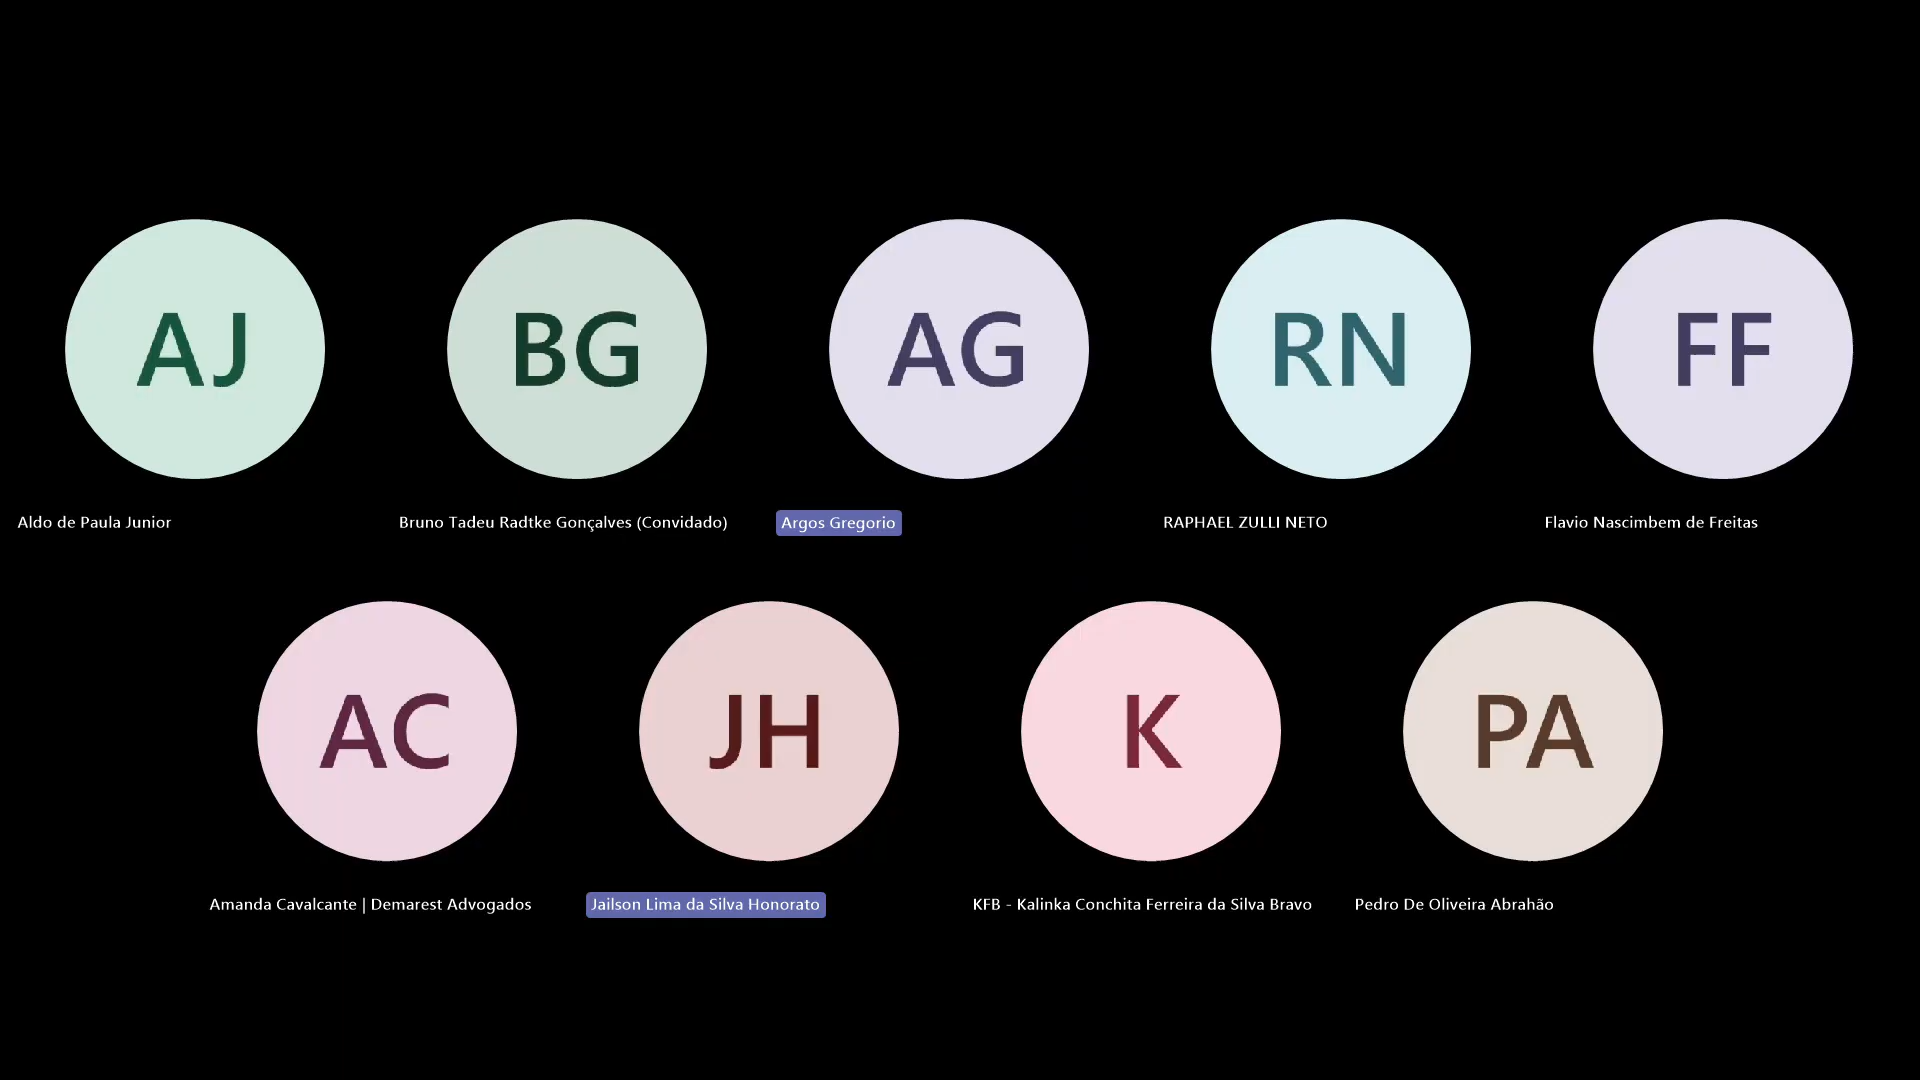 AJ
BG
AG
RN
FF
Aldo de Paula Junior
Bruno Tadeu Radtke Gonçalves (Convidado)
Argos Gregorio
RAPHAEL ZULLI NETO
Flavio Nascimbem de Freitas
AC
JH
K
PA
Amanda Cavalcante | Demarest Advogados
Jailson Lima da Silva Honorato
KFB - Kalinka Conchita Ferreira da Silva Bravo
Pedro De Oliveira Abrahão